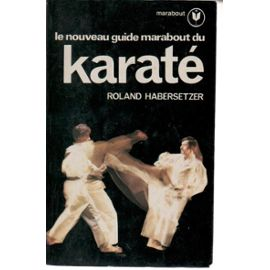 marabout
le nouveau guide marabout du
karaté
ROLAND HABERSETZER